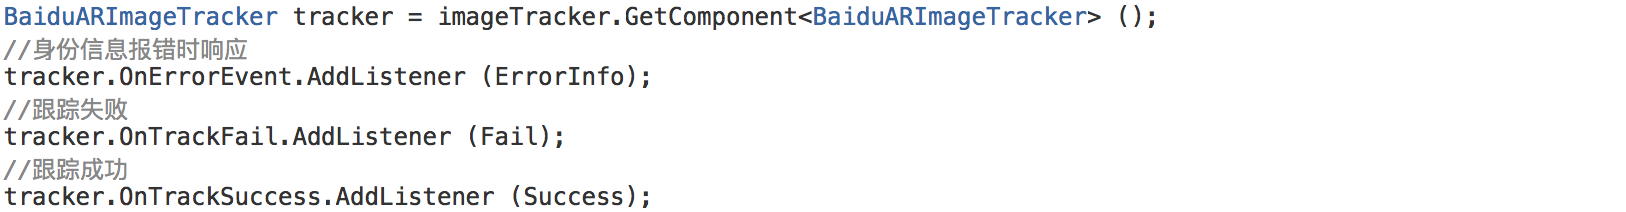 BaiduARImageTracker tracker = imageTracker.GetComponent<BaiduARImageTracker> ();
//身份信息报错时响应
tracker.OnErrorEvent.AddListener (ErrorInfo);
//跟踪失败
tracker.OnTrackFail.AddListener (Fail);
//跟踪成功
tracker.OnTrackSuccess.AddListener (Success);